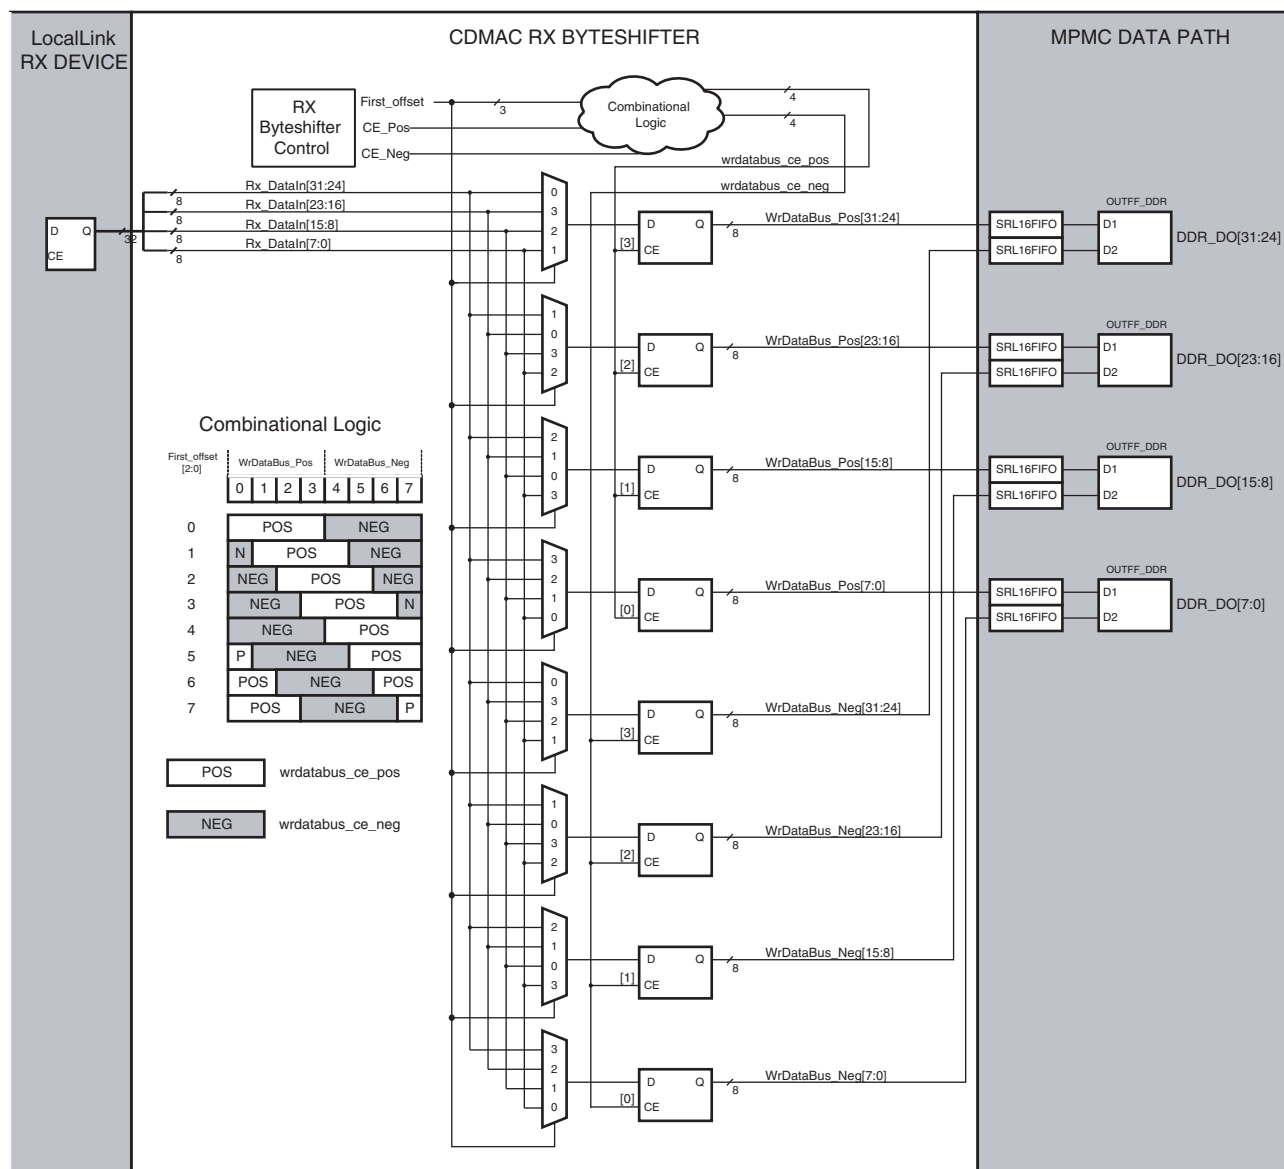 LocalLink
RX DEVICE
CDMAC RX BYTESHIFTER
MPMC DATA PATH
RX
Byteshifter
Control
First_offset
CE_Pos
CE_Neg
3
Combinational
Logic
4
4
wrdatabus_ce_pos
wrdatabus_ce_neg
D Q
CE
32
8
8
8
8
Rx_DataIn[31:24]
Rx_DataIn[23:16]
Rx_DataIn[15:8]
Rx_DataIn[7:0]
0
3
2
1
[3]
D Q
CE
8
WrDataBus_Pos[31:24]
SRL16FIFO
SRL16FIFO
OUTFF_DDR
D1
D2
DDR_DO[31:24]
1
0
3
2
[2]
D Q
CE
8
WrDataBus_Pos[23:16]
SRL16FIFO
SRL16FIFO
OUTFF_DDR
D1
D2
DDR_DO[23:16]
2
1
0
3
[1]
D Q
CE
8
WrDataBus_Pos[15:8]
SRL16FIFO
SRL16FIFO
OUTFF_DDR
D1
D2
DDR_DO[15:8]
3
2
1
0
[0]
D Q
CE
8
WrDataBus_Pos[7:0]
SRL16FIFO
SRL16FIFO
OUTFF_DDR
D1
D2
DDR_DO[7:0]
0
3
2
1
[3]
D Q
CE
8
WrDataBus_Neg[31:24]
1
0
3
2
[2]
D Q
CE
8
WrDataBus_Neg[23:16]
2
1
0
3
[1]
D Q
CE
8
WrDataBus_Neg[15:8]
3
2
1
0
[0]
D Q
CE
8
WrDataBus_Neg[7:0]
Combinational Logic
First_offset
[2:0]
WrDataBus_Pos WrDataBus_Neg
0 1 2 3 4 5 6 7
0 POS NEG
1 N POS NEG
2 NEG POS NEG
3 NEG POS N
4 NEG POS
5 P NEG POS
6 POS NEG POS
7 POS NEG P
POS wrdatabus_ce_pos
NEG wrdatabus_ce_neg